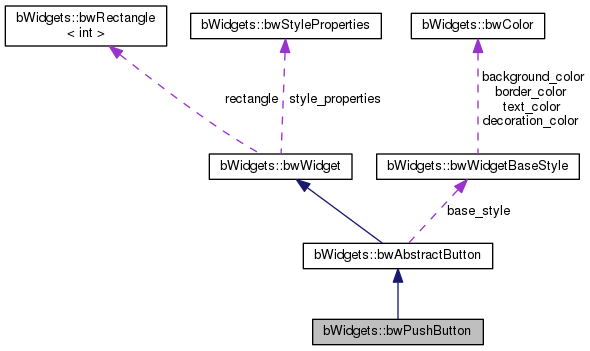 bWidgets::bwRectangle
< int >
bWidgets::bwStyleProperties
bWidgets::bwColor
rectangle
style_properties
background_color
border_color
text_color
decoration_color
bWidgets::bwWidget
bWidgets::bwWidgetBaseStyle
base_style
bWidgets::bwAbstractButton
bWidgets::bwPushButton